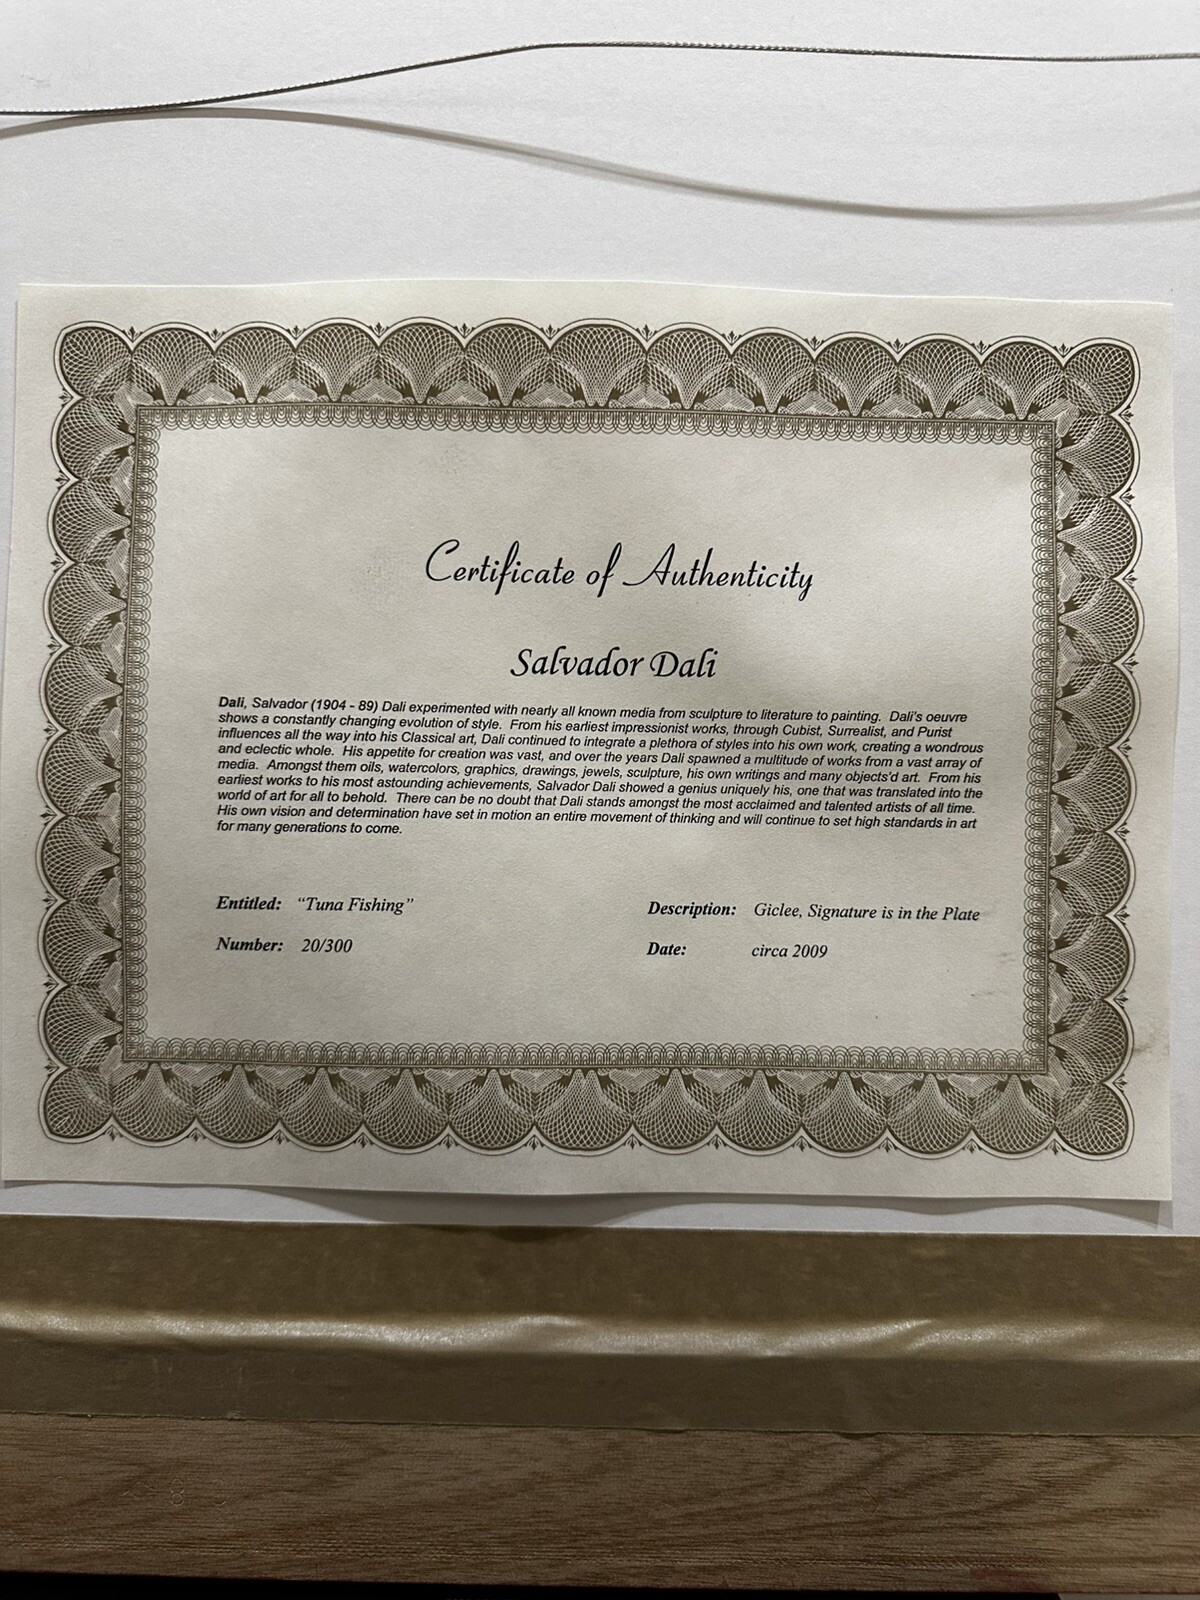 Certificate of Authenticity
Salvador Dali
Dali, Salvador (1904 - 89) Dali experimented with nearly all known media from sculpture to literature to painting. Dali's oeuvre
shows a constantly changing evolution of style. From his earliest impressionist works, through Cubist, Surrealist, and Purist
influences all the way into his Classical art, Dali continued to integrate a plethora of styles into his own work, creating a wondrous
and eclectic whole. His appetite for creation was vast, and over the years Dali spawned a multitude of works from a vast array of
media. Amongst them oils, watercolors, graphics, drawings, jewels, sculpture, his own writings and many objects'd art. From his
earliest works to his most astounding achievements, Salvador Dali showed a genius uniquely his, one that was translated into the
world of art for all to behold. There can be no doubt that Dali stands amongst the most acclaimed and talented artists of all time.
His own vision and determination have set in motion an entire movement of thinking and will continue to set high standards in art
for many generations to come.
Entitled: “Tuna Fishing” Description: Giclee, Signature is in the Plate
Number: 20/300 Date: circa 2009